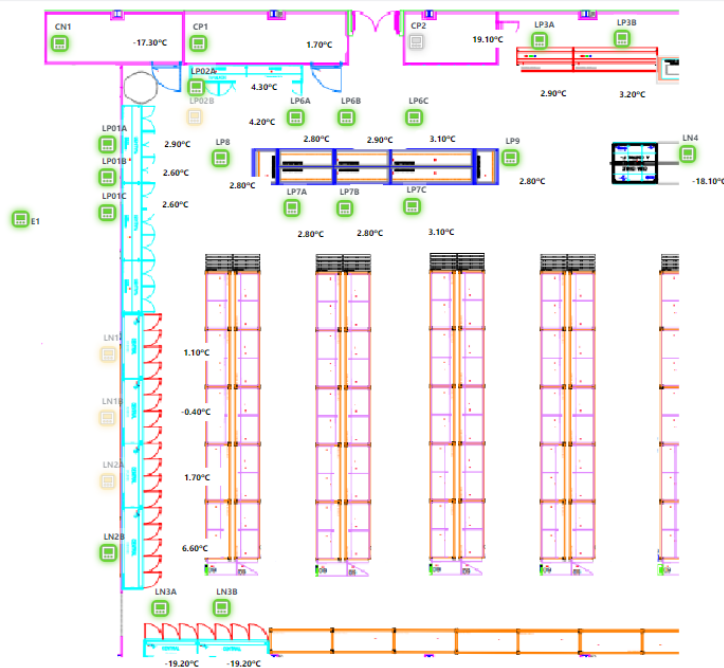 CN1
CP1
CP2
LP3A
LP3B
-17.30°C
1.70°C
19.10°C
LP02A
4.30°C
2.90°C
3.20°C
LP02B
LP6A
LP6B
LP6C
4.20°C
LP01A
2.90°C
2.80°C
2.90°C
3.10°C
LP8
LP9
LN4
LP01B
2.60°C
2.80°C
2.80°C
-18.10°C
LP01C
2.60°C
LP7A
LP7B
LP7C
E1
2.80°C
2.80°C
3.10°C
1.10°C
LN1B
-0.40°C
LN2A
1.70°C
LN2B
6.60°C
LN3A
LN3B
-19.20°C
-19.20°C